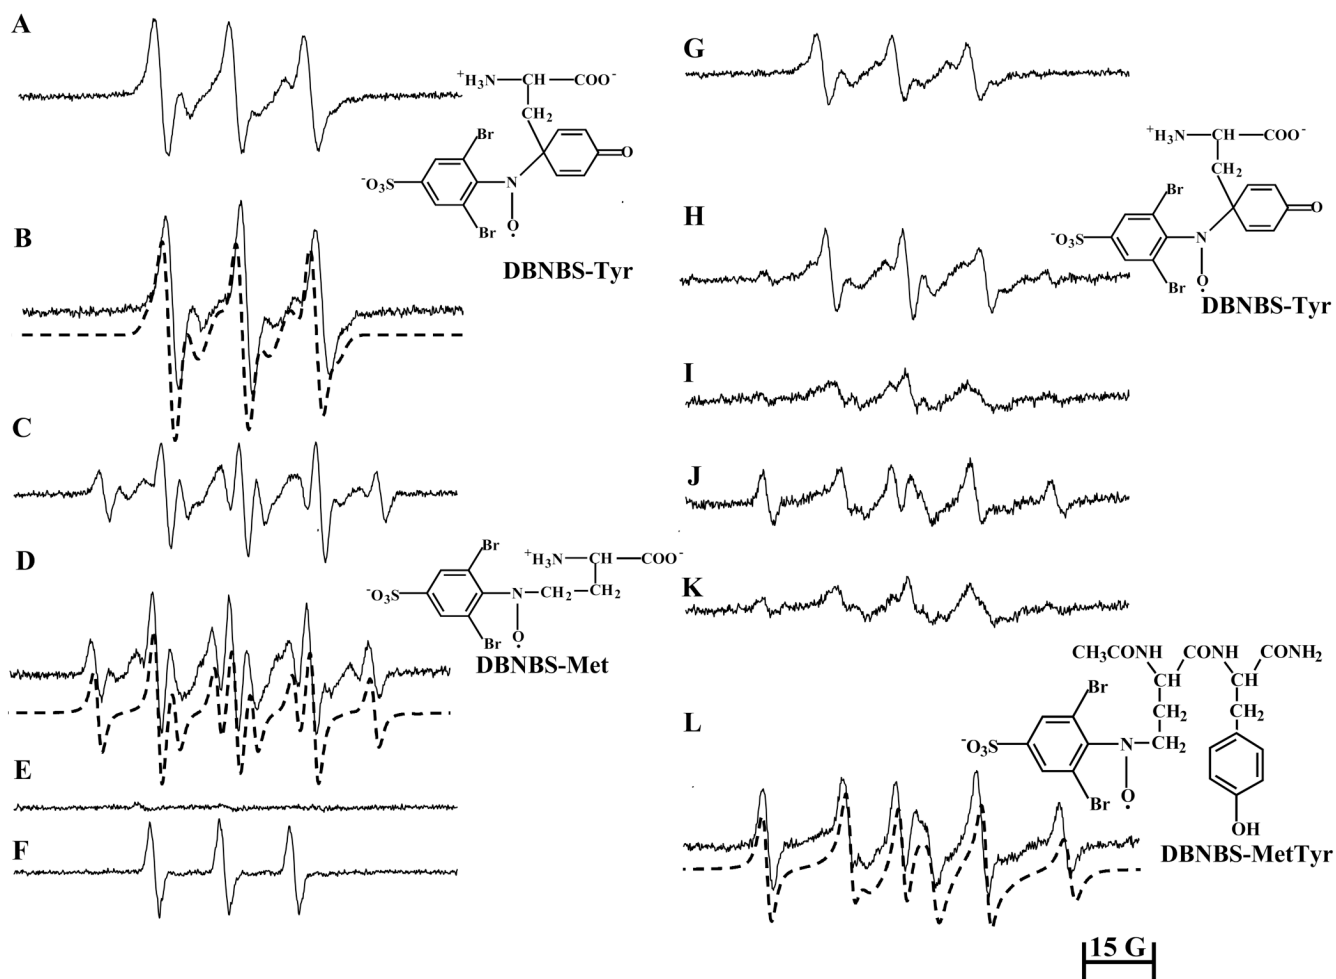 A
⁺H₃N CH COO⁻
CH₂
Br
⁻O₃S N O
Br O·
DBNBS-Tyr
B
C
D
Br ⁺H₃N CH COO⁻
⁻O₃S N CH₂ CH₂
Br O·
DBNBS-Met
E
F
G
⁺H₃N CH COO⁻
CH₂
H
Br
⁻O₃S N O
Br O·
DBNBS-Tyr
I
J
K
CH₃CONH CONH CONH₂
CH CH
Br CH₂ CH₂
L
⁻O₃S N CH₂
Br O·
OH
DBNBS-MetTyr
15 G